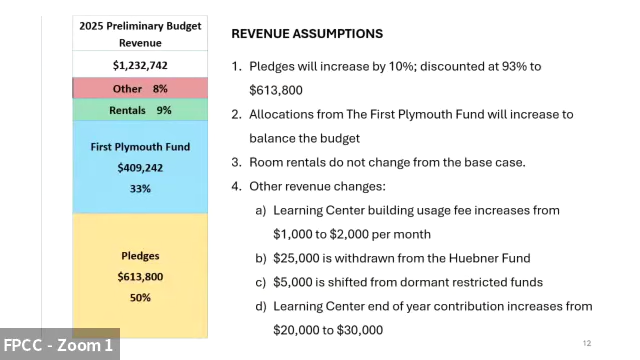 2025 Preliminary Budget
Revenue
$1,232,742
Other 8%
Rentals 9%
First Plymouth Fund
$409,242
33%
Pledges
$613,800
50%
REVENUE ASSUMPTIONS
1. Pledges will increase by 10%; discounted at 93% to
$613,800
2. Allocations from The First Plymouth Fund will increase to
balance the budget
3. Room rentals do not change from the base case.
4. Other revenue changes:
a) Learning Center building usage fee increases from
$1,000 to $2,000 per month
b) $25,000 is withdrawn from the Huebner Fund
c) $5,000 is shifted from dormant restricted funds
d) Learning Center end of year contribution increases from
$20,000 to $30,000
FPCC - Zoom 1
12